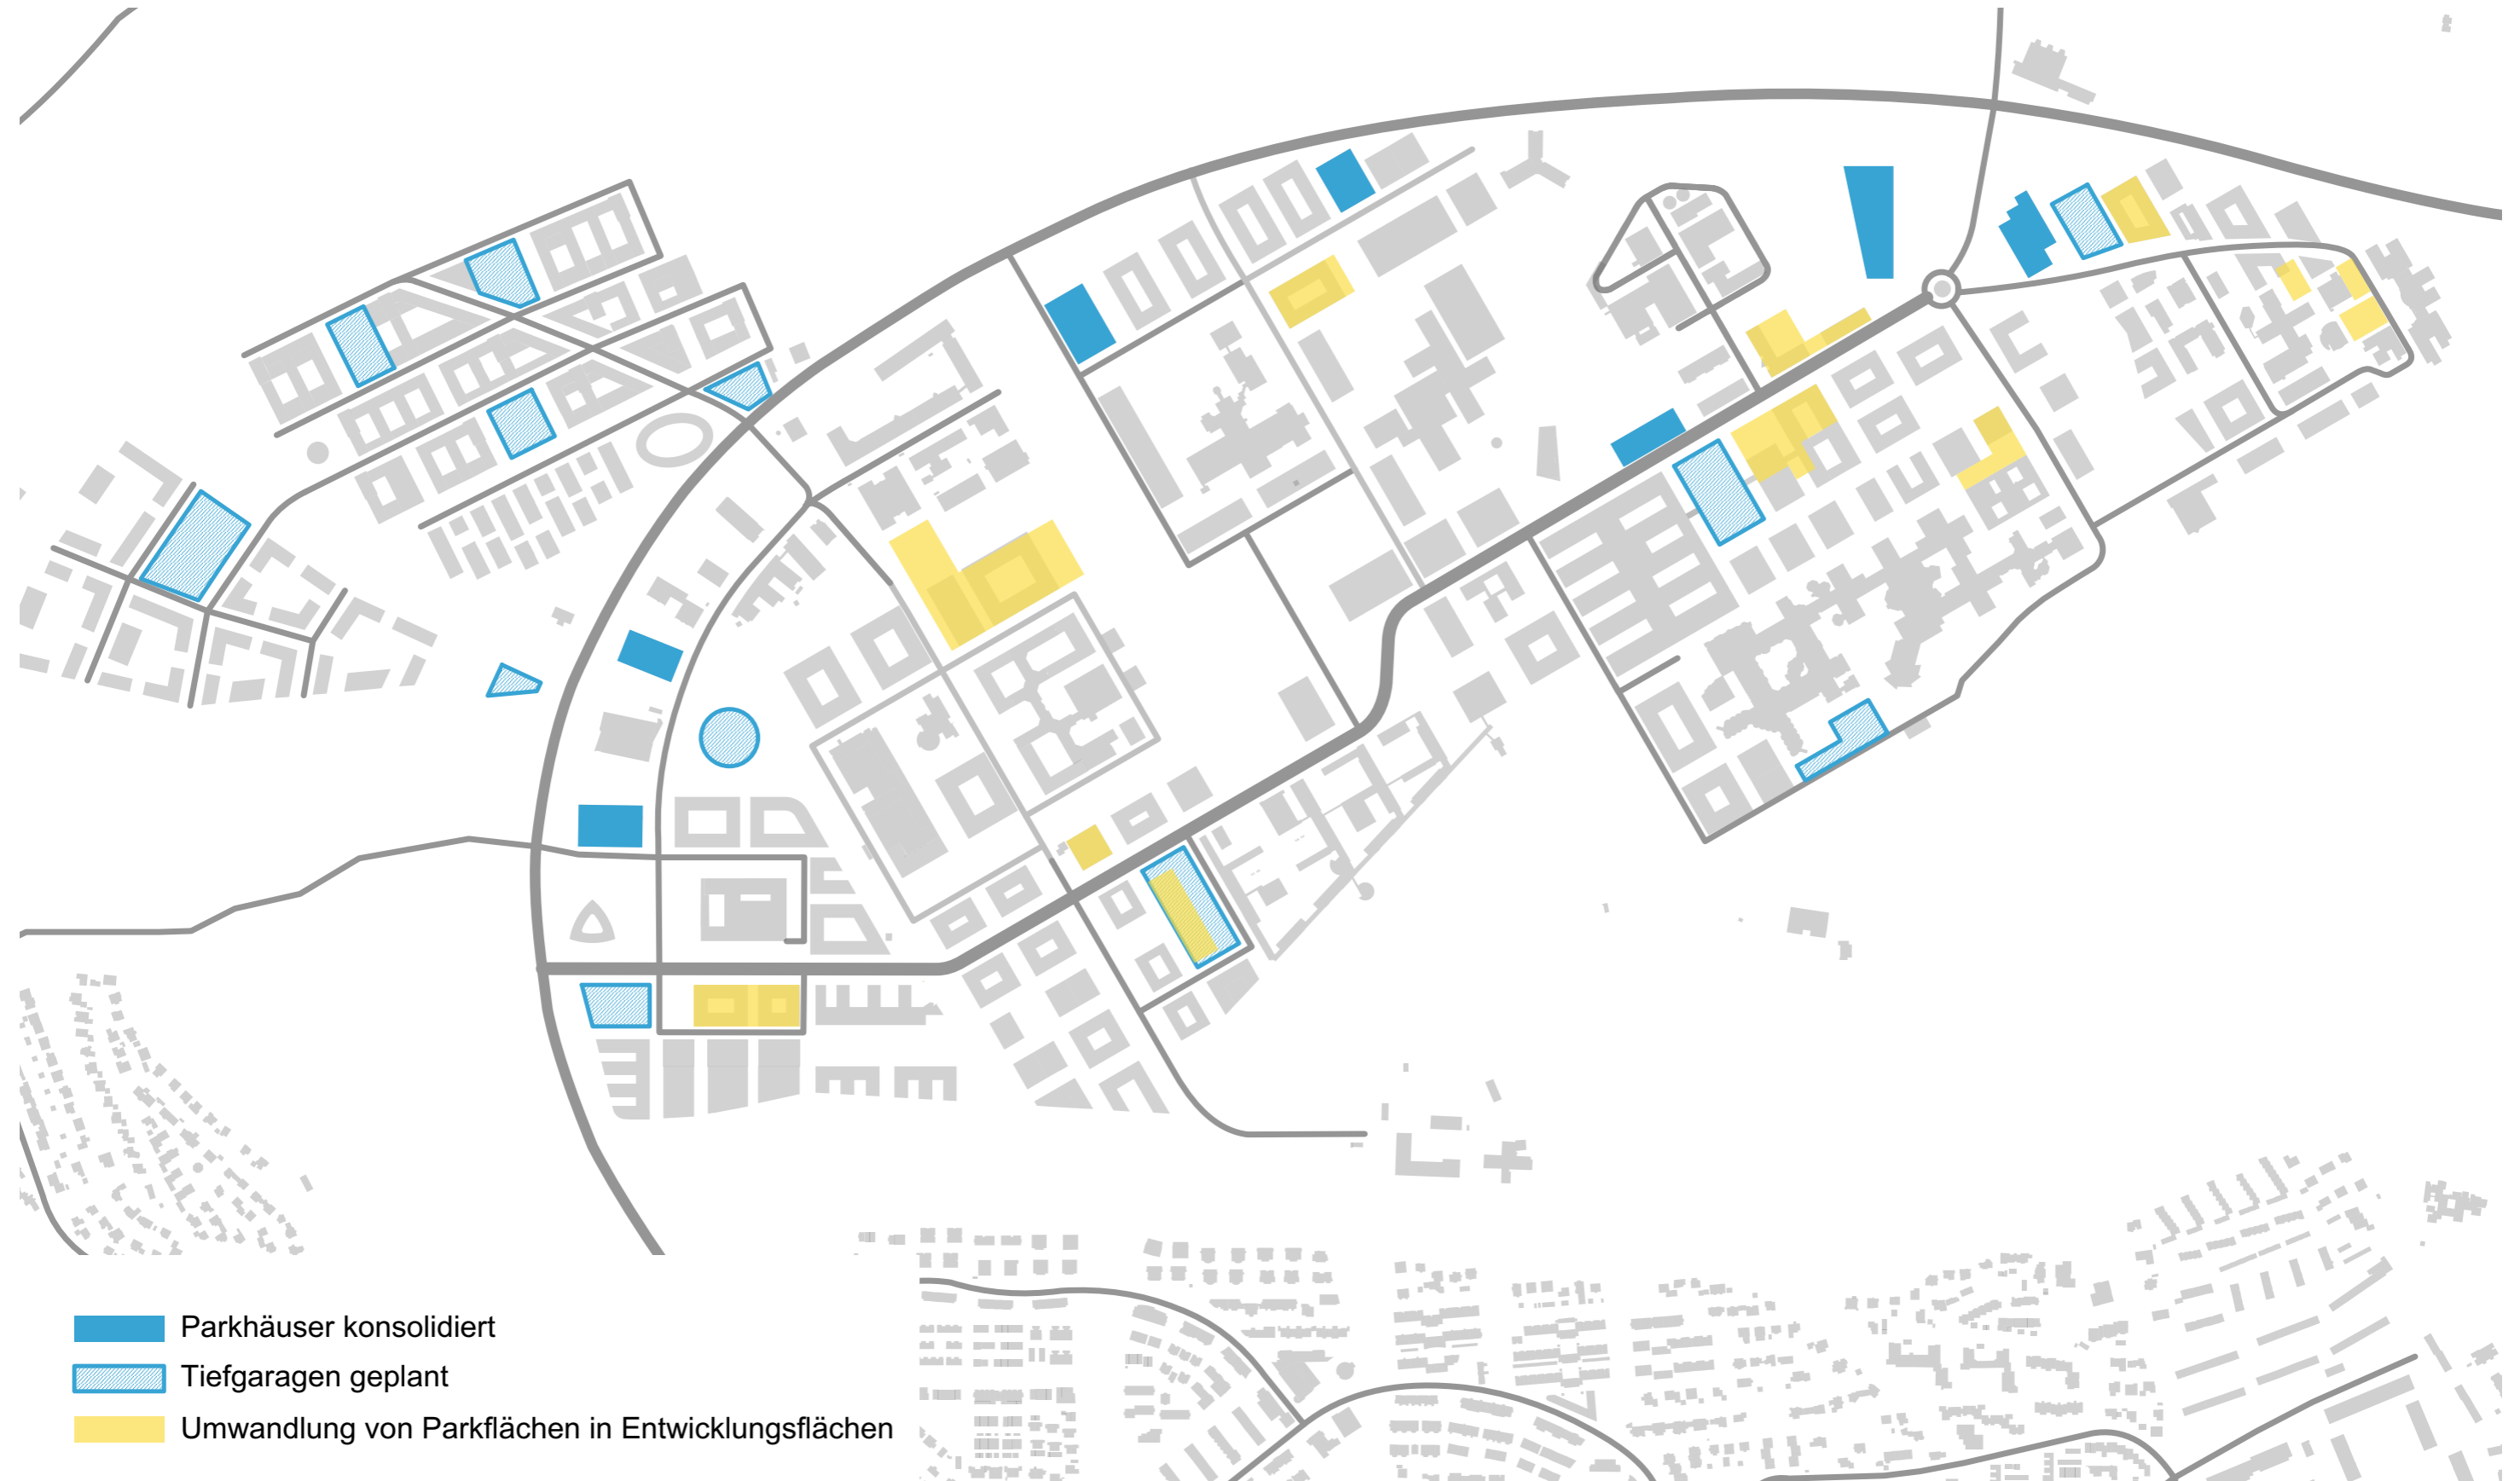 Parkhäuser konsolidiert
Tiefgaragen geplant
Umwandlung von Parkflächen in Entwicklungsflächen